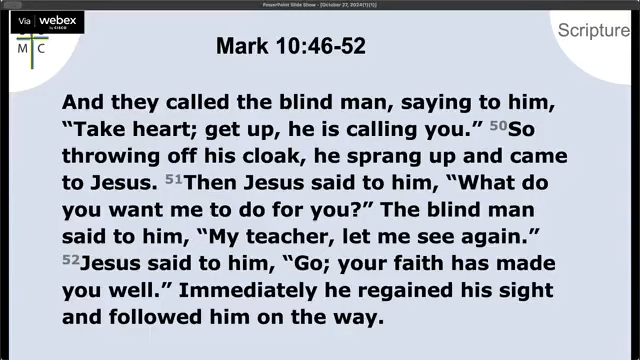 PowerPoint Slide Show - [October 27, 2024(1)(1)]
Via webex
by CISCO
M C
Scripture
Mark 10:46-52
And they called the blind man, saying to him,
“Take heart; get up, he is calling you.” 50So
throwing off his cloak, he sprang up and came
to Jesus. 51Then Jesus said to him, “What do
you want me to do for you?” The blind man
said to him, “My teacher, let me see again.”
52Jesus said to him, “Go; your faith has made
you well.” Immediately he regained his sight
and followed him on the way.